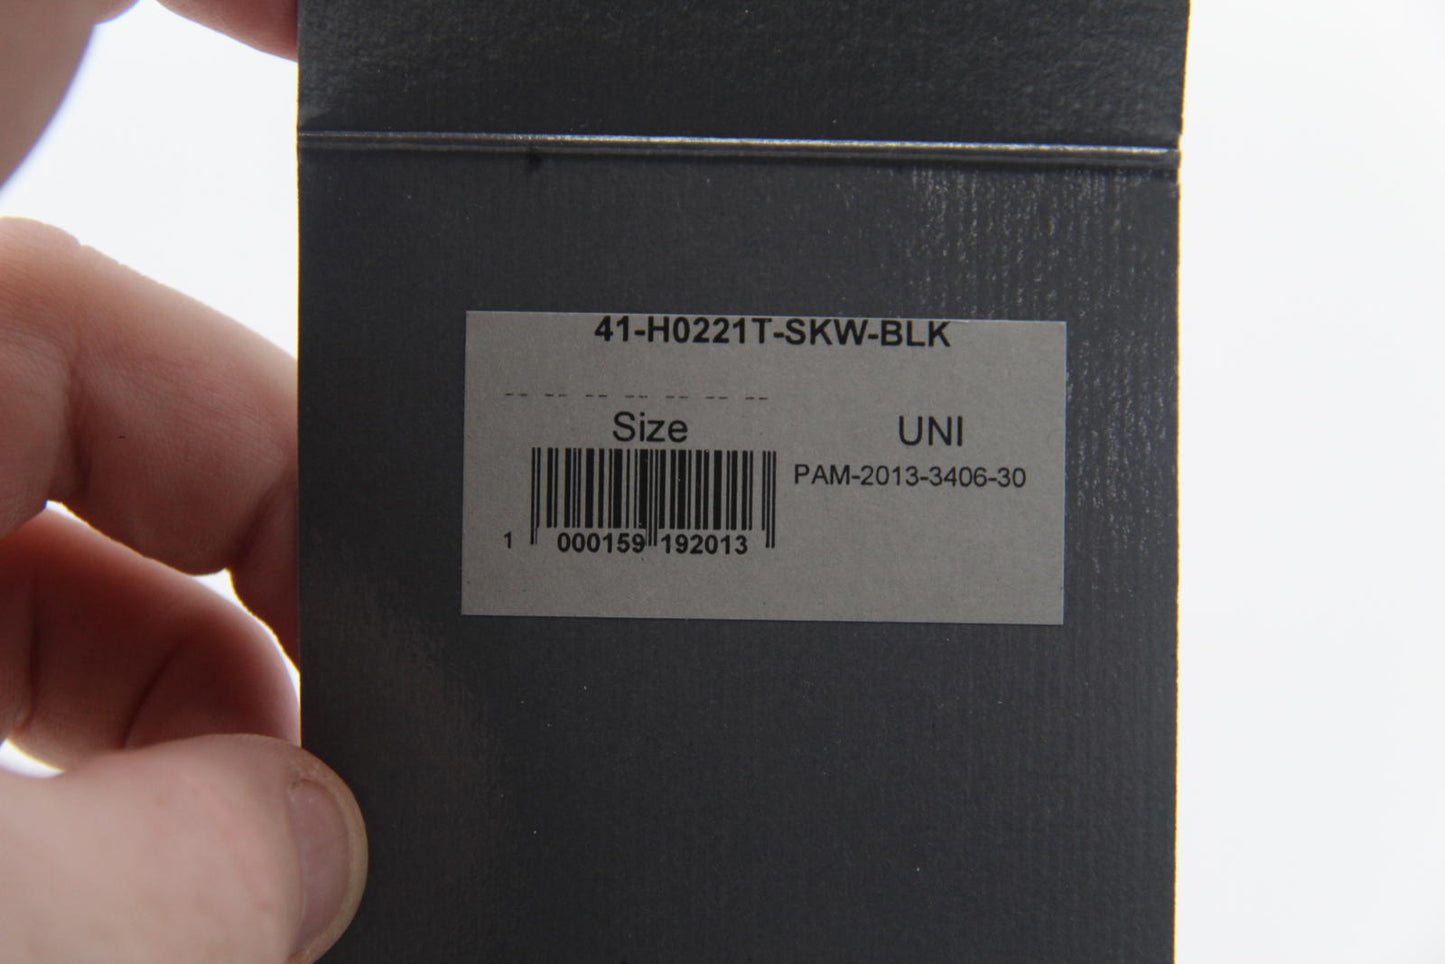 41-H0221T-SKW-BLK
-- -- -- -- -- -- --
Size UNI
PAM-2013-3406-30
1 000159 192013